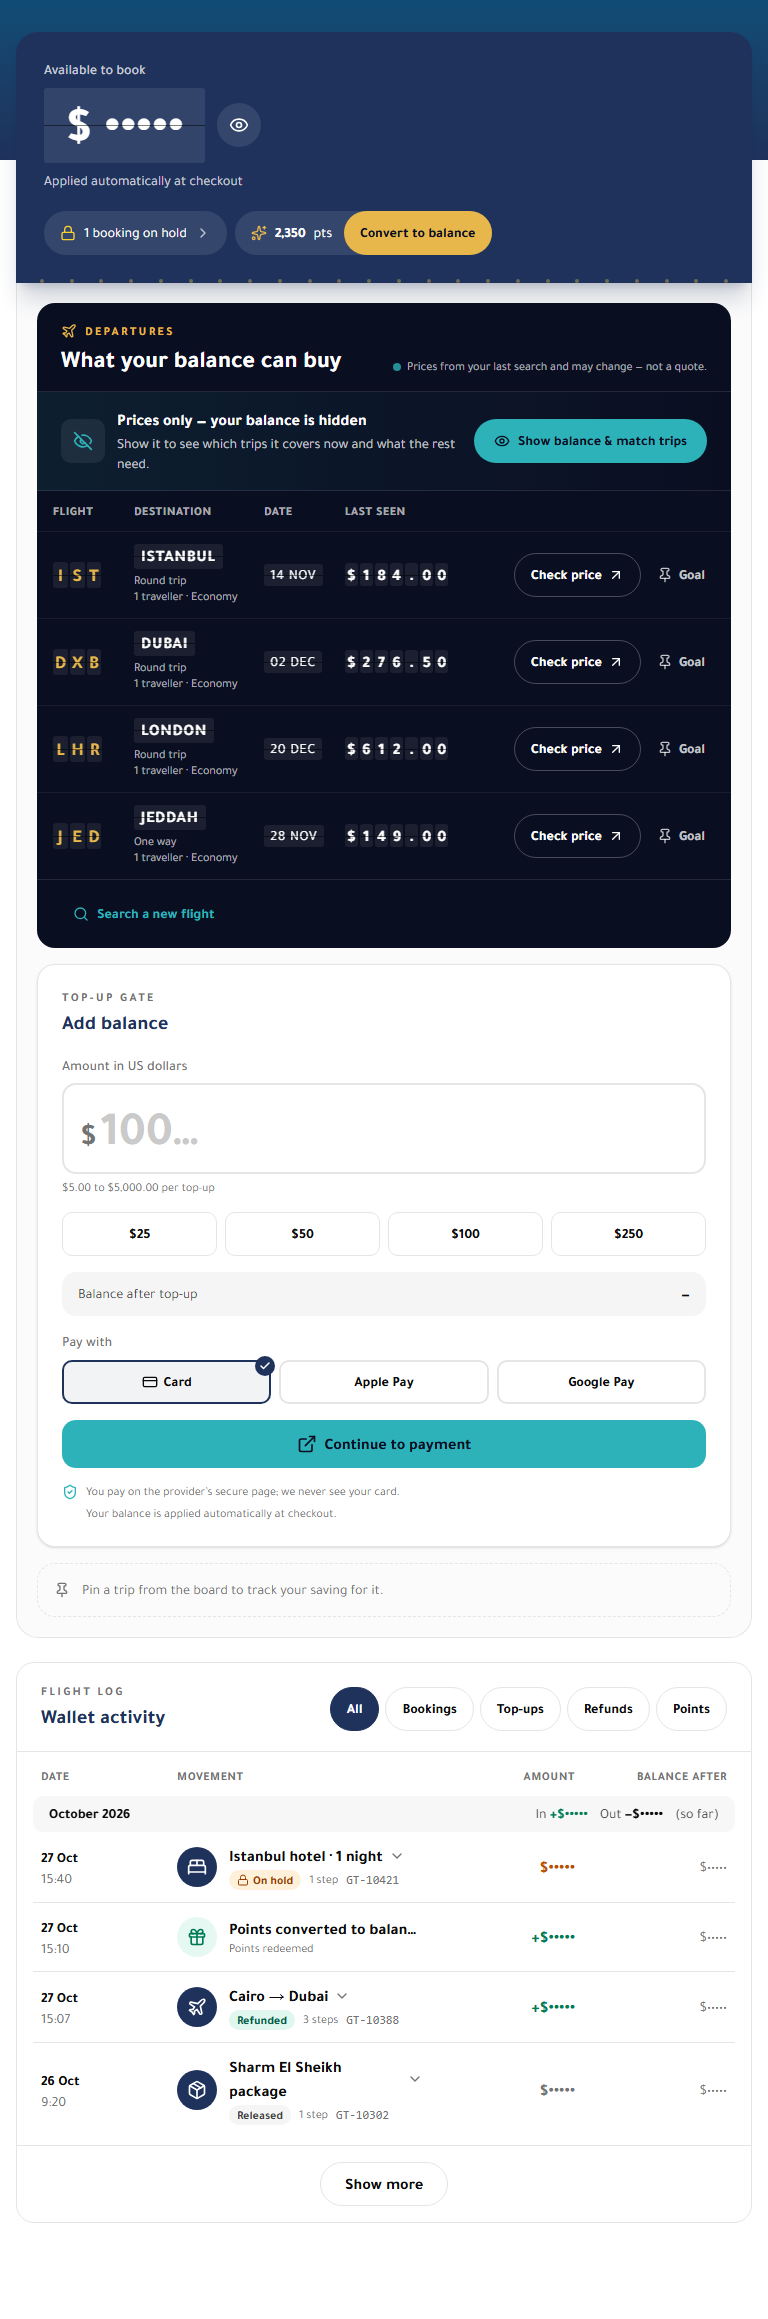 Available to book
$ •••••
Applied automatically at checkout
1 booking on hold
2,350 pts
Convert to balance
DEPARTURES
What your balance can buy
Prices from your last search and may change – not a quote.
Prices only – your balance is hidden
Show it to see which trips it covers now and what the rest
need.
Show balance & match trips
FLIGHT DESTINATION DATE LAST SEEN
IST
ISTANBUL
Round trip
1 traveller · Economy
14 NOV
$184.00
Check price
Goal
DXB
DUBAI
Round trip
1 traveller · Economy
02 DEC
$276.50
Check price
Goal
LHR
LONDON
Round trip
1 traveller · Economy
20 DEC
$612.00
Check price
Goal
JED
JEDDAH
One way
1 traveller · Economy
28 NOV
$149.00
Check price
Goal
Search a new flight
TOP-UP GATE
Add balance
Amount in US dollars
$ 100...
$5.00 to $5,000.00 per top-up
$25 $50 $100 $250
Balance after top-up –
Pay with
Card Apple Pay Google Pay
Continue to payment
You pay on the provider's secure page; we never see your card.
Your balance is applied automatically at checkout.
Pin a trip from the board to track your saving for it.
FLIGHT LOG
Wallet activity
All Bookings Top-ups Refunds Points
DATE MOVEMENT AMOUNT BALANCE AFTER
October 2026 In +$••••• Out –$••••• (so far)
27 Oct
15:40
Istanbul hotel · 1 night
On hold 1 step GT-10421
$•••••
$•••••
27 Oct
15:10
Points converted to balan...
Points redeemed
+$•••••
$•••••
27 Oct
15:07
Cairo → Dubai
Refunded 3 steps GT-10388
+$•••••
$•••••
26 Oct
9:20
Sharm El Sheikh
package
Released 1 step GT-10302
$•••••
$•••••
Show more